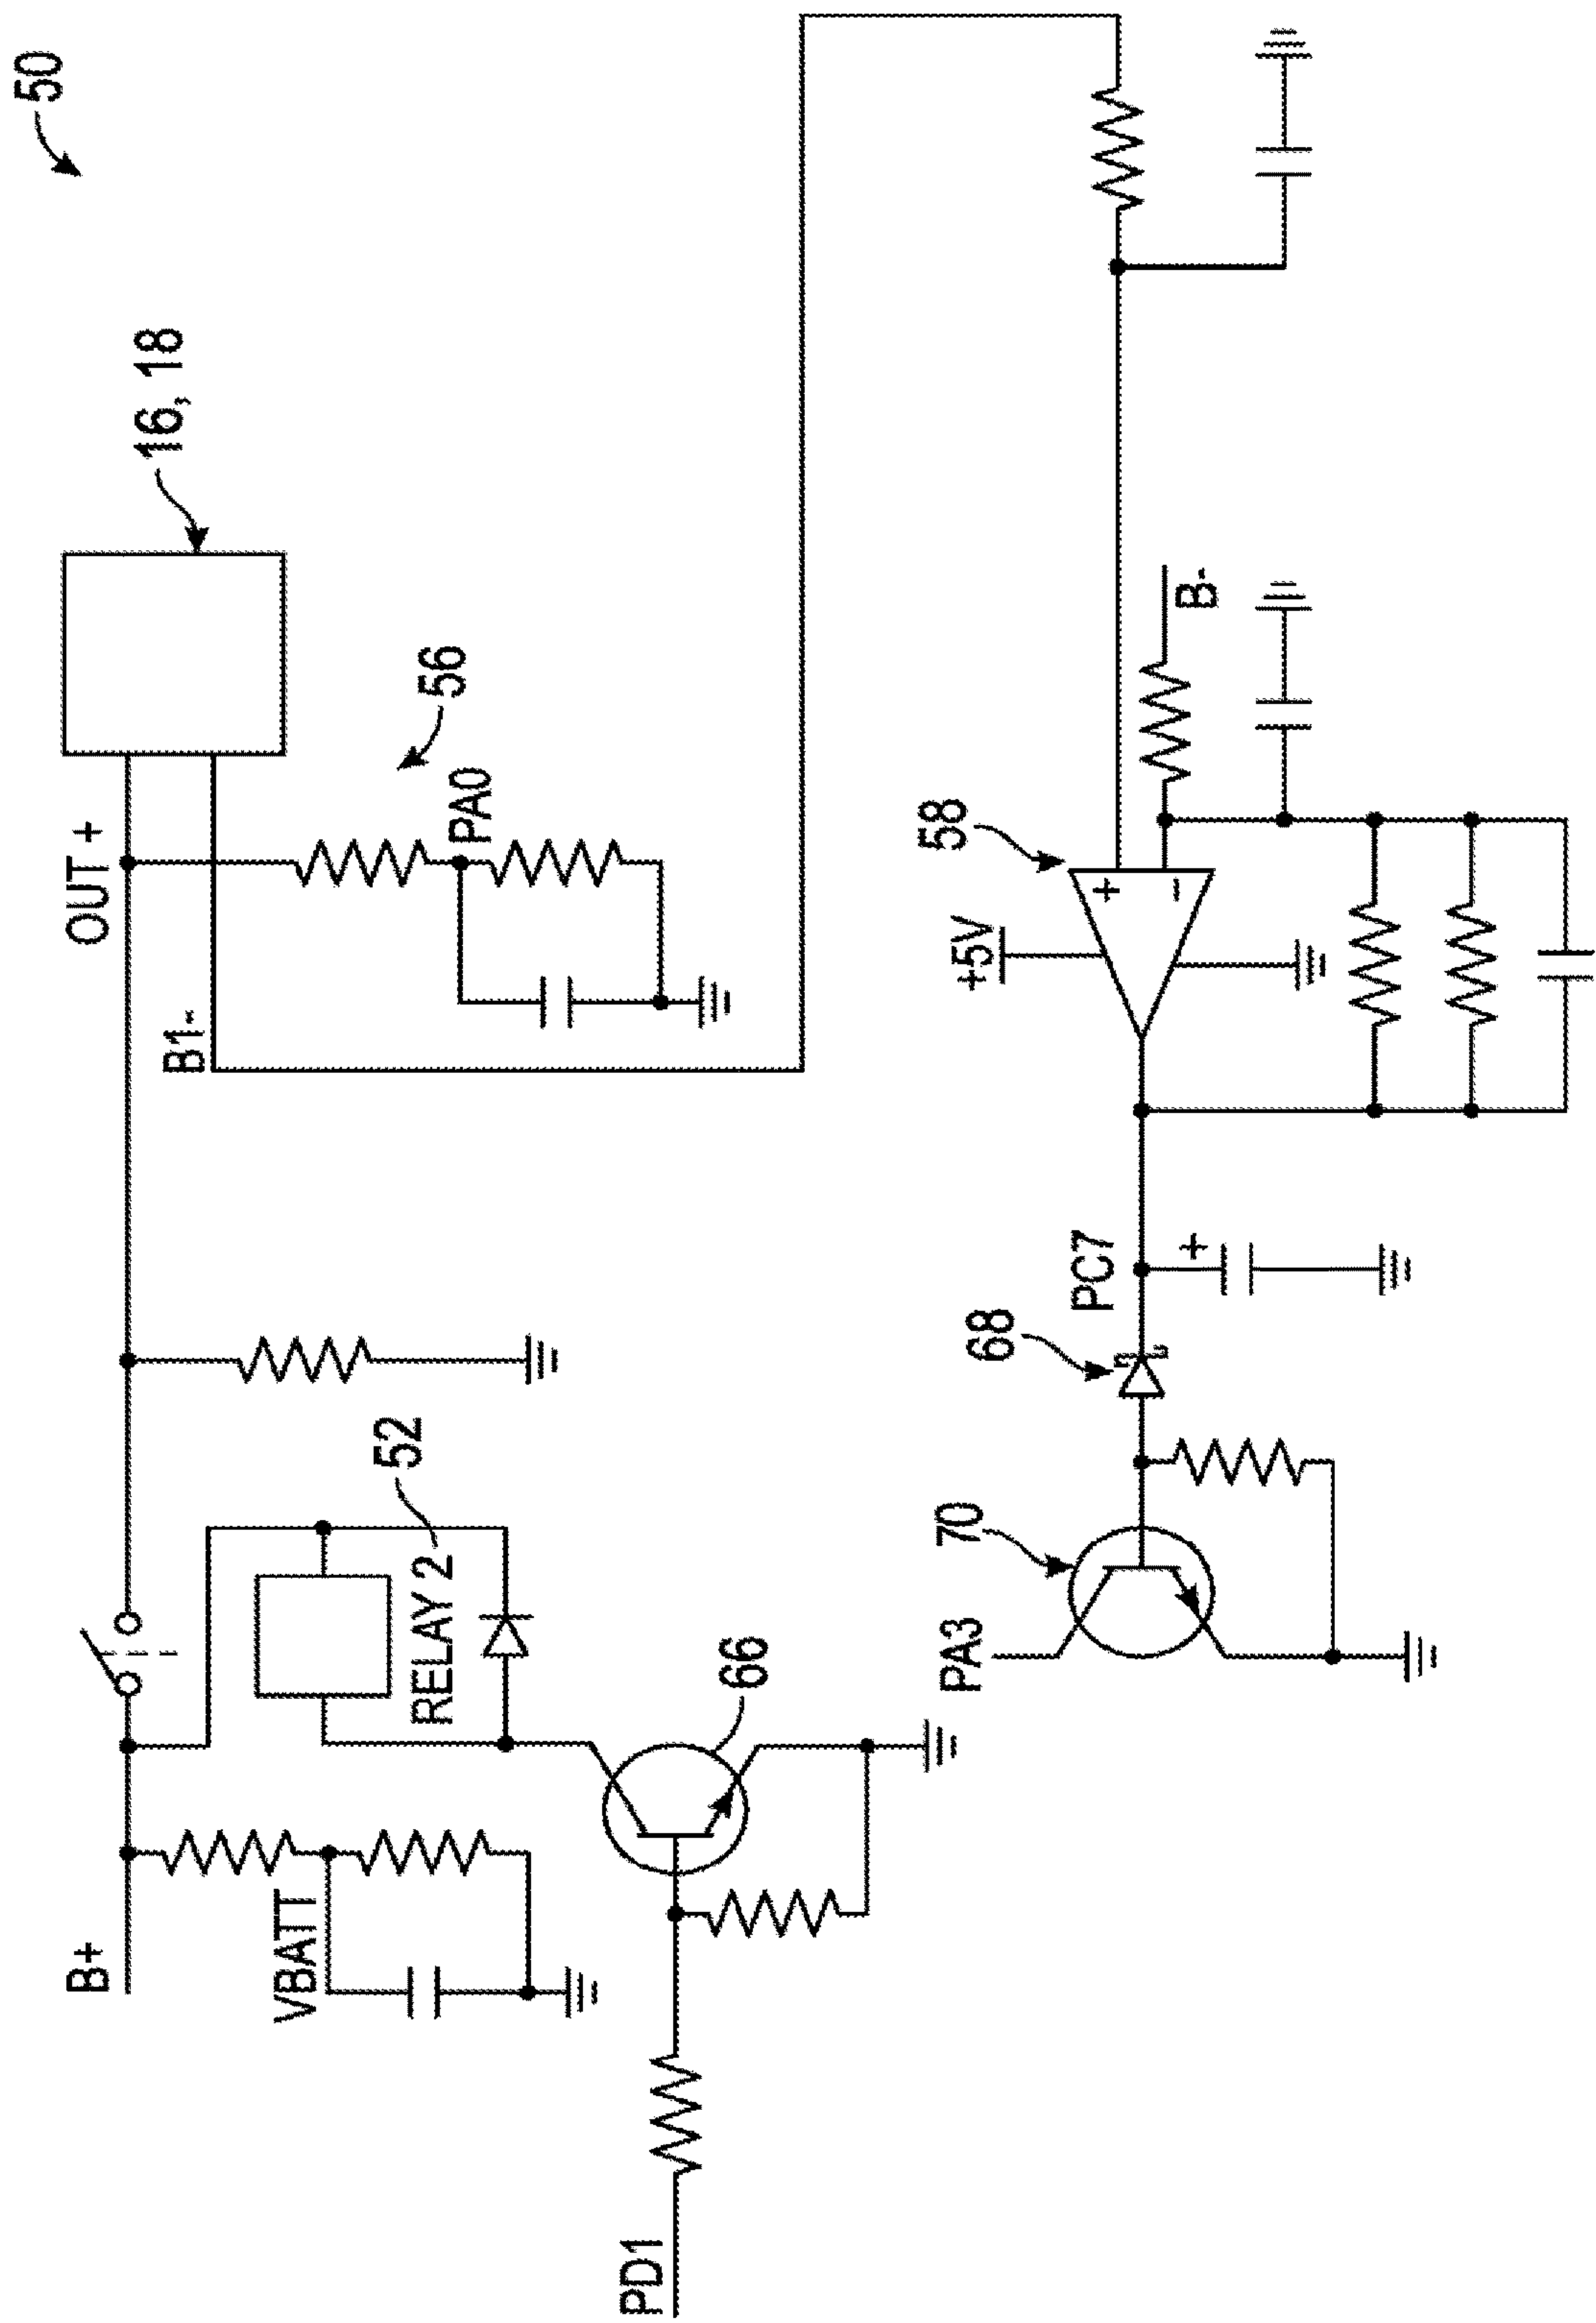 50
16, 18
OUT +
B1-
56
PA0
B+
VBATT
RELAY 2
52
66
PD1
58
+5V
+
-
B-
PC7
+
68
70
PA3